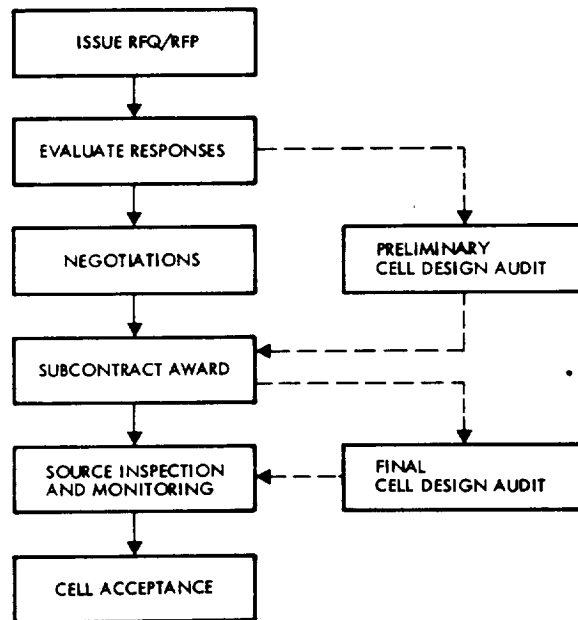 ISSUE RFQ/RFP
EVALUATE RESPONSES
NEGOTIATIONS
PRELIMINARY
CELL DESIGN AUDIT
SUBCONTRACT AWARD
SOURCE INSPECTION
AND MONITORING
FINAL
CELL DESIGN AUDIT
CELL ACCEPTANCE